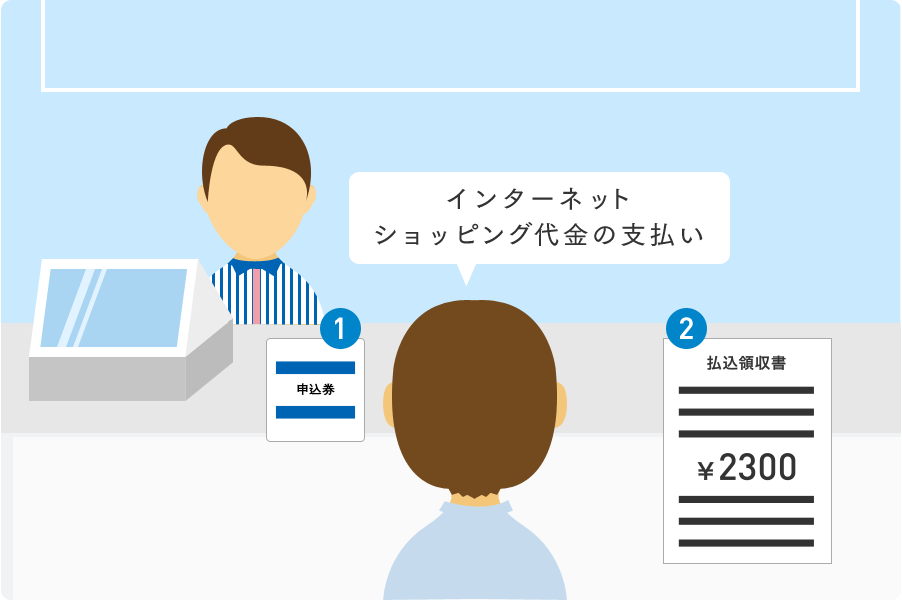 インターネット
ショッピング代金の支払い
1
申込券
2
払込領収書
¥2300